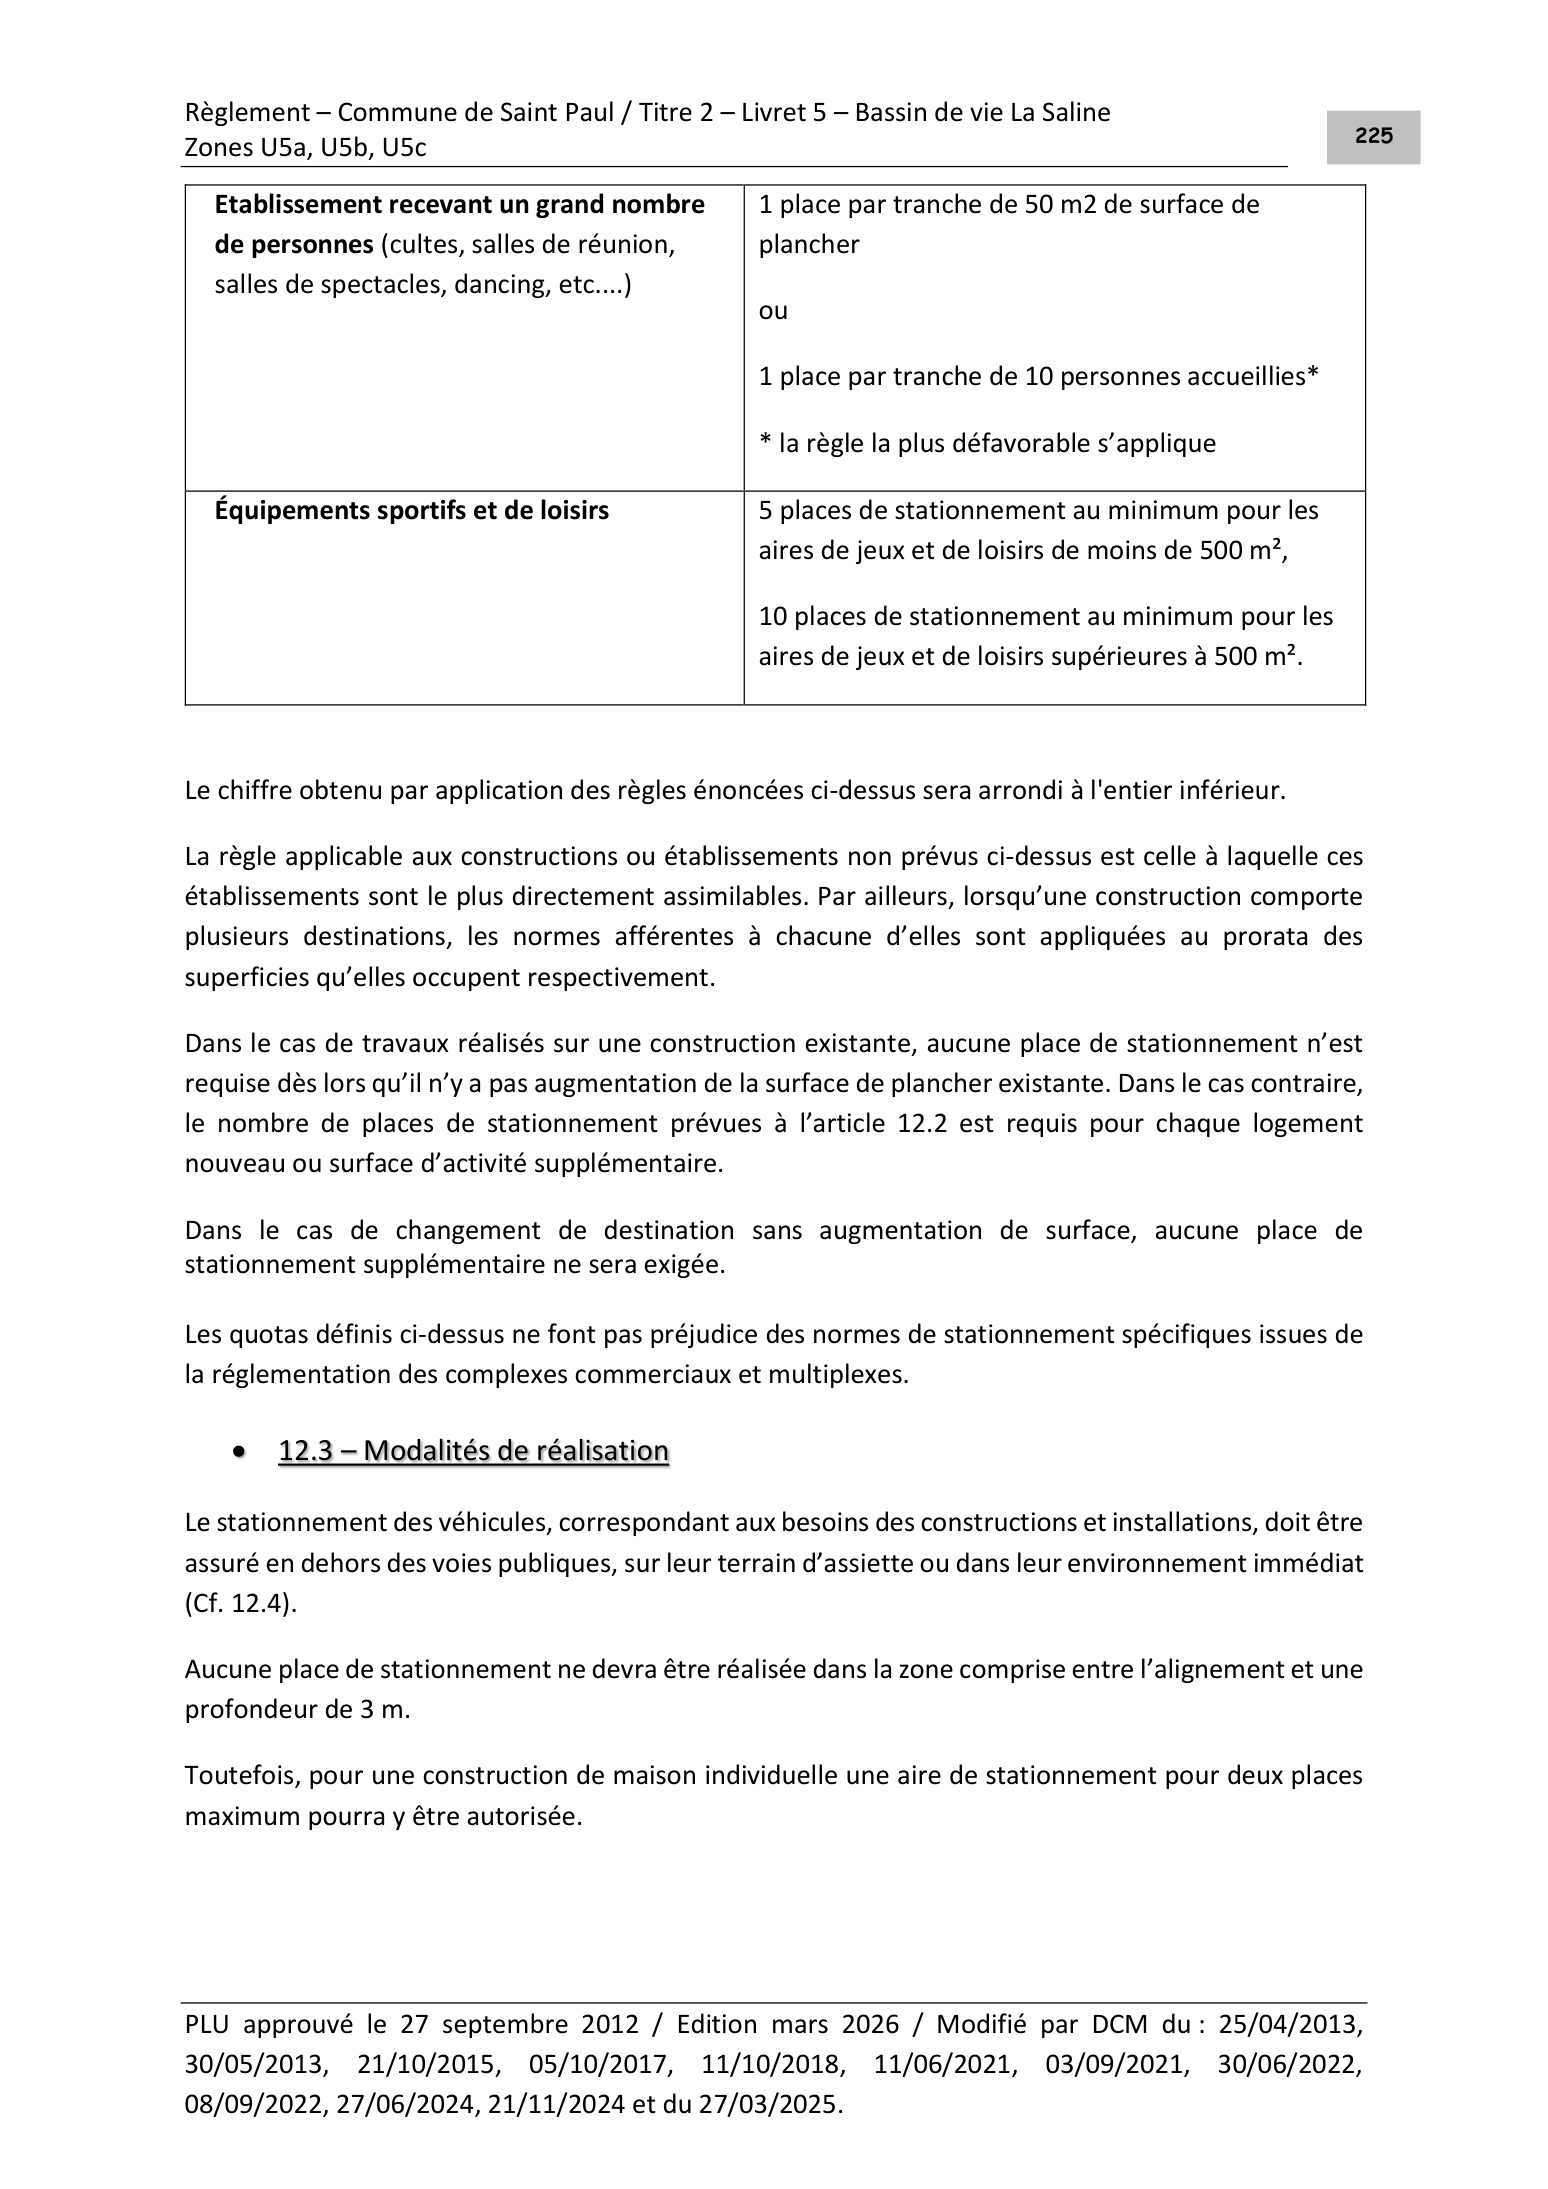 Règlement – Commune de Saint Paul / Titre 2 – Livret 5 – Bassin de vie La Saline
Zones U5a, U5b, U5c
225
Etablissement recevant un grand nombre
de personnes (cultes, salles de réunion,
salles de spectacles, dancing, etc....)
1 place par tranche de 50 m2 de surface de
plancher
ou
1 place par tranche de 10 personnes accueillies*
* la règle la plus défavorable s’applique
Équipements sportifs et de loisirs
5 places de stationnement au minimum pour les
aires de jeux et de loisirs de moins de 500 m²,
10 places de stationnement au minimum pour les
aires de jeux et de loisirs supérieures à 500 m².
Le chiffre obtenu par application des règles énoncées ci-dessus sera arrondi à l'entier inférieur.
La règle applicable aux constructions ou établissements non prévus ci-dessus est celle à laquelle ces
établissements sont le plus directement assimilables. Par ailleurs, lorsqu’une construction comporte
plusieurs destinations, les normes afférentes à chacune d’elles sont appliquées au prorata des
superficies qu’elles occupent respectivement.
Dans le cas de travaux réalisés sur une construction existante, aucune place de stationnement n’est
requise dès lors qu’il n’y a pas augmentation de la surface de plancher existante. Dans le cas contraire,
le nombre de places de stationnement prévues à l’article 12.2 est requis pour chaque logement
nouveau ou surface d’activité supplémentaire.
Dans le cas de changement de destination sans augmentation de surface, aucune place de
stationnement supplémentaire ne sera exigée.
Les quotas définis ci-dessus ne font pas préjudice des normes de stationnement spécifiques issues de
la réglementation des complexes commerciaux et multiplexes.
• 12.3 – Modalités de réalisation
Le stationnement des véhicules, correspondant aux besoins des constructions et installations, doit être
assuré en dehors des voies publiques, sur leur terrain d’assiette ou dans leur environnement immédiat
(Cf. 12.4).
Aucune place de stationnement ne devra être réalisée dans la zone comprise entre l’alignement et une
profondeur de 3 m.
Toutefois, pour une construction de maison individuelle une aire de stationnement pour deux places
maximum pourra y être autorisée.
PLU approuvé le 27 septembre 2012 / Edition mars 2026 / Modifié par DCM du : 25/04/2013,
30/05/2013, 21/10/2015, 05/10/2017, 11/10/2018, 11/06/2021, 03/09/2021, 30/06/2022,
08/09/2022, 27/06/2024, 21/11/2024 et du 27/03/2025.